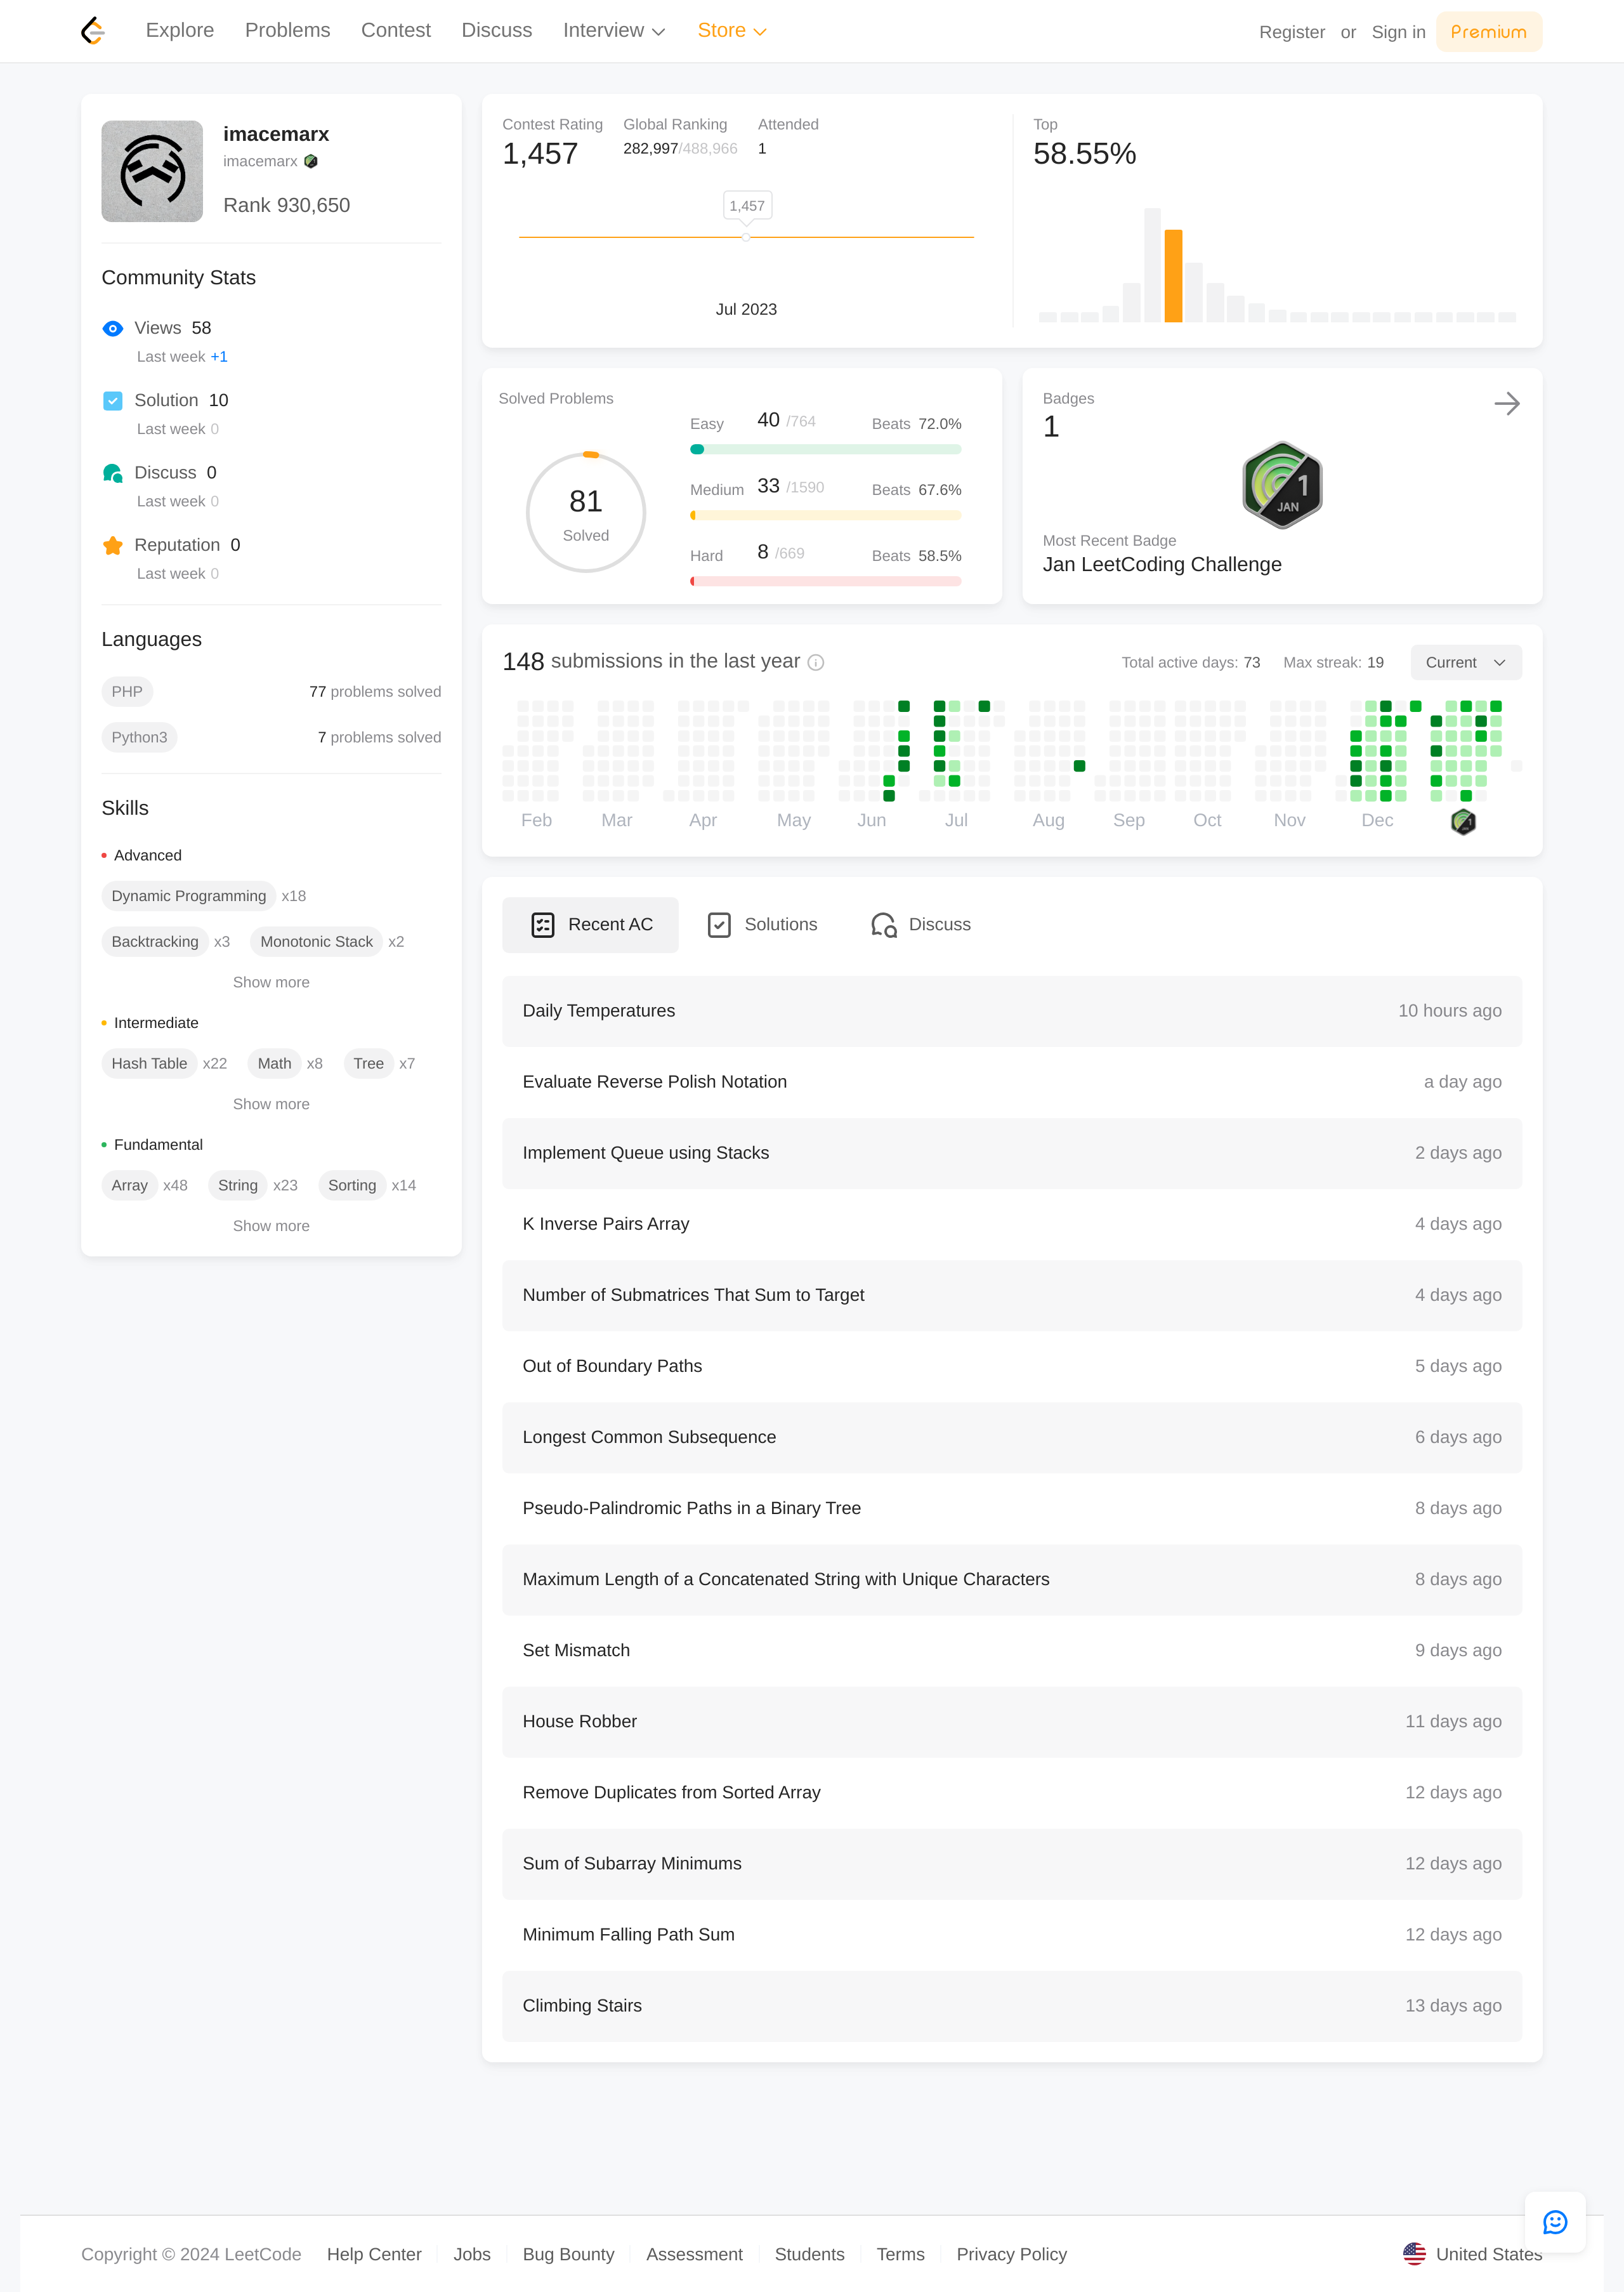 Explore Problems Contest Discuss Interview Store Register or Sign in Premium
imacemarx
imacemarx
Rank 930,650
Community Stats
Views 58
Last week +1
Solution 10
Last week 0
Discuss 0
Last week 0
Reputation 0
Last week 0
Languages
PHP 77 problems solved
Python3 7 problems solved
Skills
Advanced
Dynamic Programming x18
Backtracking x3 Monotonic Stack x2
Show more
Intermediate
Hash Table x22 Math x8 Tree x7
Show more
Fundamental
Array x48 String x23 Sorting x14
Show more
Contest Rating Global Ranking Attended
1,457 282,997/488,966 1
1,457
Jul 2023
Top
58.55%
Solved Problems
81
Solved
Easy 40 /764 Beats 72.0%
Medium 33 /1590 Beats 67.6%
Hard 8 /669 Beats 58.5%
Badges
1
1
JAN
Most Recent Badge
Jan LeetCoding Challenge
148 submissions in the last year Total active days: 73 Max streak: 19 Current
Feb Mar Apr May Jun Jul Aug Sep Oct Nov Dec
Recent AC Solutions Discuss
Daily Temperatures 10 hours ago
Evaluate Reverse Polish Notation a day ago
Implement Queue using Stacks 2 days ago
K Inverse Pairs Array 4 days ago
Number of Submatrices That Sum to Target 4 days ago
Out of Boundary Paths 5 days ago
Longest Common Subsequence 6 days ago
Pseudo-Palindromic Paths in a Binary Tree 8 days ago
Maximum Length of a Concatenated String with Unique Characters 8 days ago
Set Mismatch 9 days ago
House Robber 11 days ago
Remove Duplicates from Sorted Array 12 days ago
Sum of Subarray Minimums 12 days ago
Minimum Falling Path Sum 12 days ago
Climbing Stairs 13 days ago
Copyright © 2024 LeetCode Help Center Jobs Bug Bounty Assessment Students Terms Privacy Policy United States